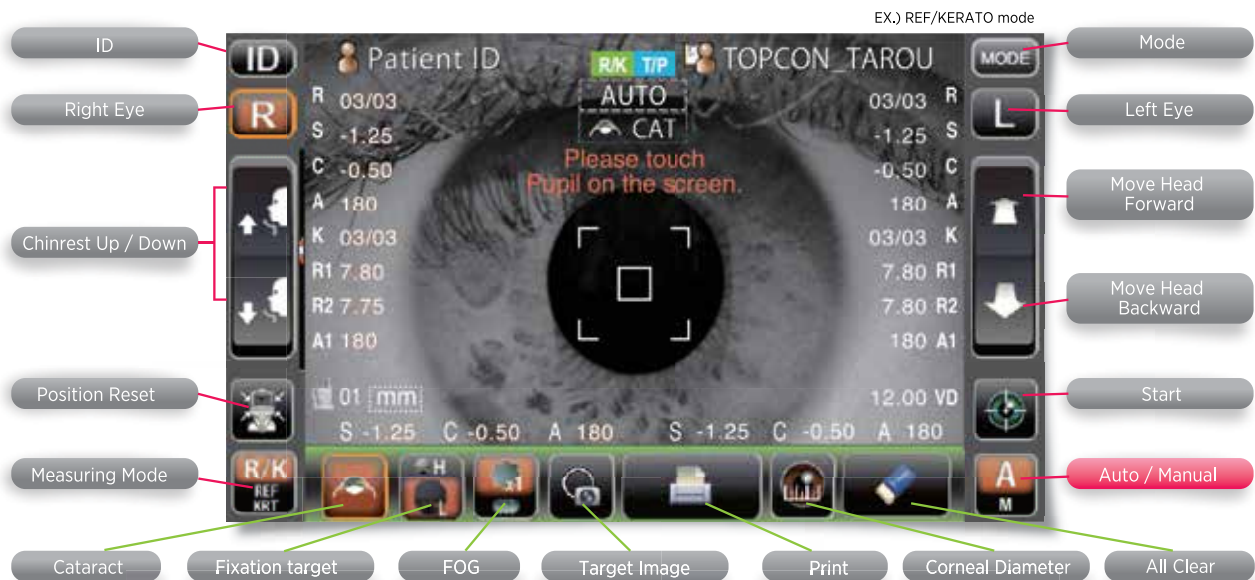 EX.) REF/KERATO mode
ID
ID
Patient ID
R/K T/P
TOPCON_TAROU
MODE
Mode
Right Eye
R
R 03/03
AUTO
03/03 R
L
Left Eye
S -1.25
CAT
-1.25 S
Please touch
Pupil on the screen.
C -0.50
-0.50 C
Chinrest Up / Down
A 180
180 A
Move Head
Forward
K 03/03
03/03 K
R1 7.80
7.80 R1
R2 7.75
7.80 R2
Move Head
Backward
A1 180
180 A1
Position Reset
01 mm
12.00 VD
Start
S -1.25 C -0.50 A 180 S -1.25 C -0.50 A 180
Measuring Mode
R/K
REF
KRT
H
L
x1
A
M
Auto / Manual
Cataract
Fixation target
FOG
Target Image
Print
Corneal Diameter
All Clear